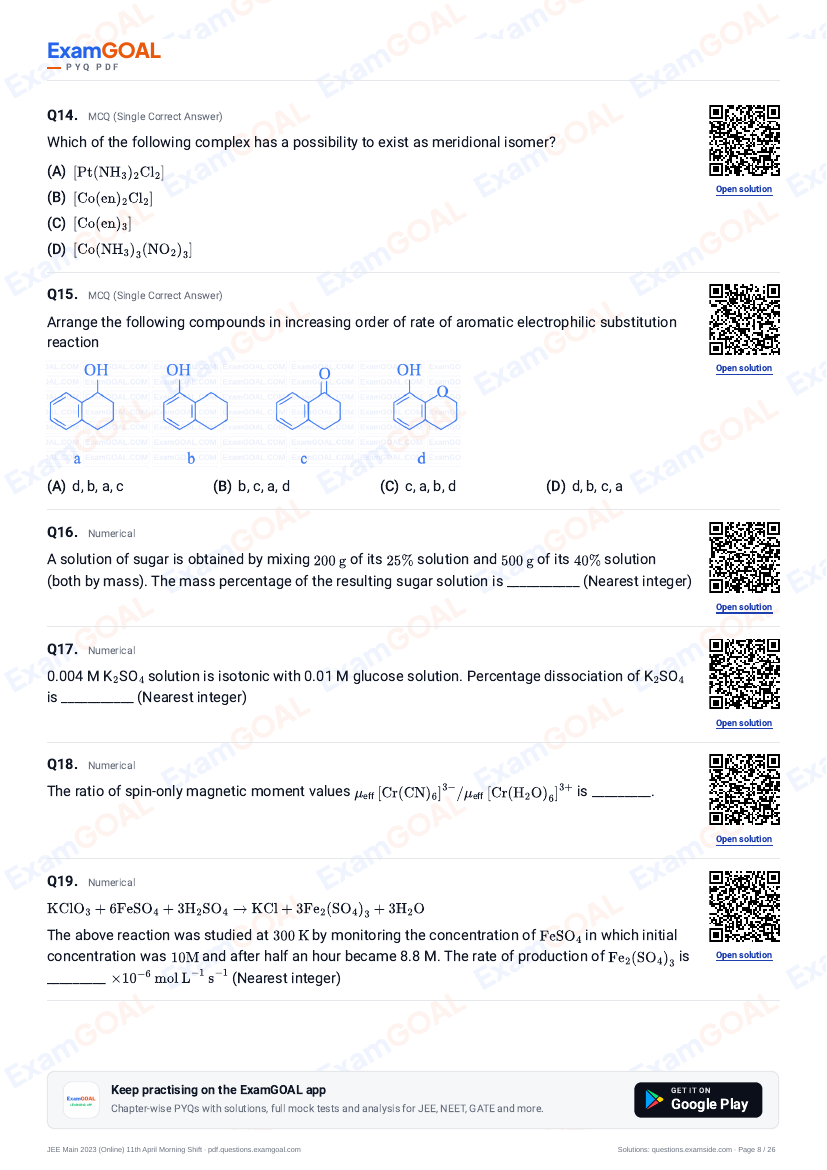 ExamGOAL
PYQ PDF
Q14. MCQ (Single Correct Answer)
Which of the following complex has a possibility to exist as meridional isomer?
(A) [Pt(NH₃)₂Cl₂]
(B) [Co(en)₂Cl₂]
(C) [Co(en)₃]
(D) [Co(NH₃)₃(NO₂)₃]
Open solution
Q15. MCQ (Single Correct Answer)
Arrange the following compounds in increasing order of rate of aromatic electrophilic substitution
reaction
Open solution
OH OH O OH O
a b c d
(A) d, b, a, c (B) b, c, a, d (C) c, a, b, d (D) d, b, c, a
Q16. Numerical
A solution of sugar is obtained by mixing 200 g of its 25% solution and 500 g of its 40% solution
(both by mass). The mass percentage of the resulting sugar solution is __________ (Nearest integer)
Open solution
Q17. Numerical
0.004 M K₂SO₄ solution is isotonic with 0.01 M glucose solution. Percentage dissociation of K₂SO₄
is __________ (Nearest integer)
Open solution
Q18. Numerical
The ratio of spin-only magnetic moment values μeff [Cr(CN)₆]³⁻/μeff [Cr(H₂O)₆]³⁺ is ________.
Open solution
Q19. Numerical
KClO₃ + 6FeSO₄ + 3H₂SO₄ → KCl + 3Fe₂(SO₄)₃ + 3H₂O
The above reaction was studied at 300 K by monitoring the concentration of FeSO₄ in which initial
concentration was 10M and after half an hour became 8.8 M. The rate of production of Fe₂(SO₄)₃ is
________ ×10⁻⁶ mol L⁻¹ s⁻¹ (Nearest integer)
Open solution
ExamGOAL
Keep practising on the ExamGOAL app
Chapter-wise PYQs with solutions, full mock tests and analysis for JEE, NEET, GATE and more.
GET IT ON
Google Play
JEE Main 2023 (Online) 11th April Morning Shift · pdf.questions.examgoal.com
Solutions: questions.examside.com · Page 8 / 26